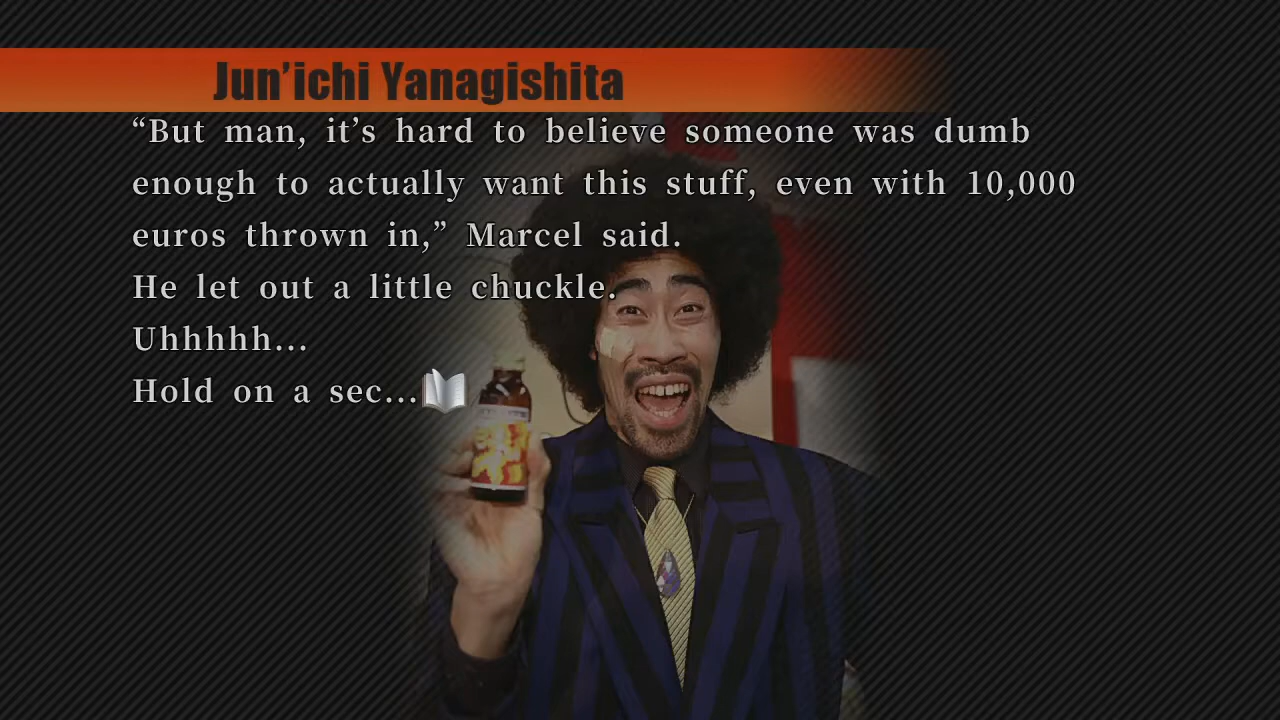 Jun’ichi Yanagishita
“But man, it’s hard to believe someone was dumb
enough to actually want this stuff, even with 10,000
euros thrown in,” Marcel said.
He let out a little chuckle.
Uhhhhh...
Hold on a sec...